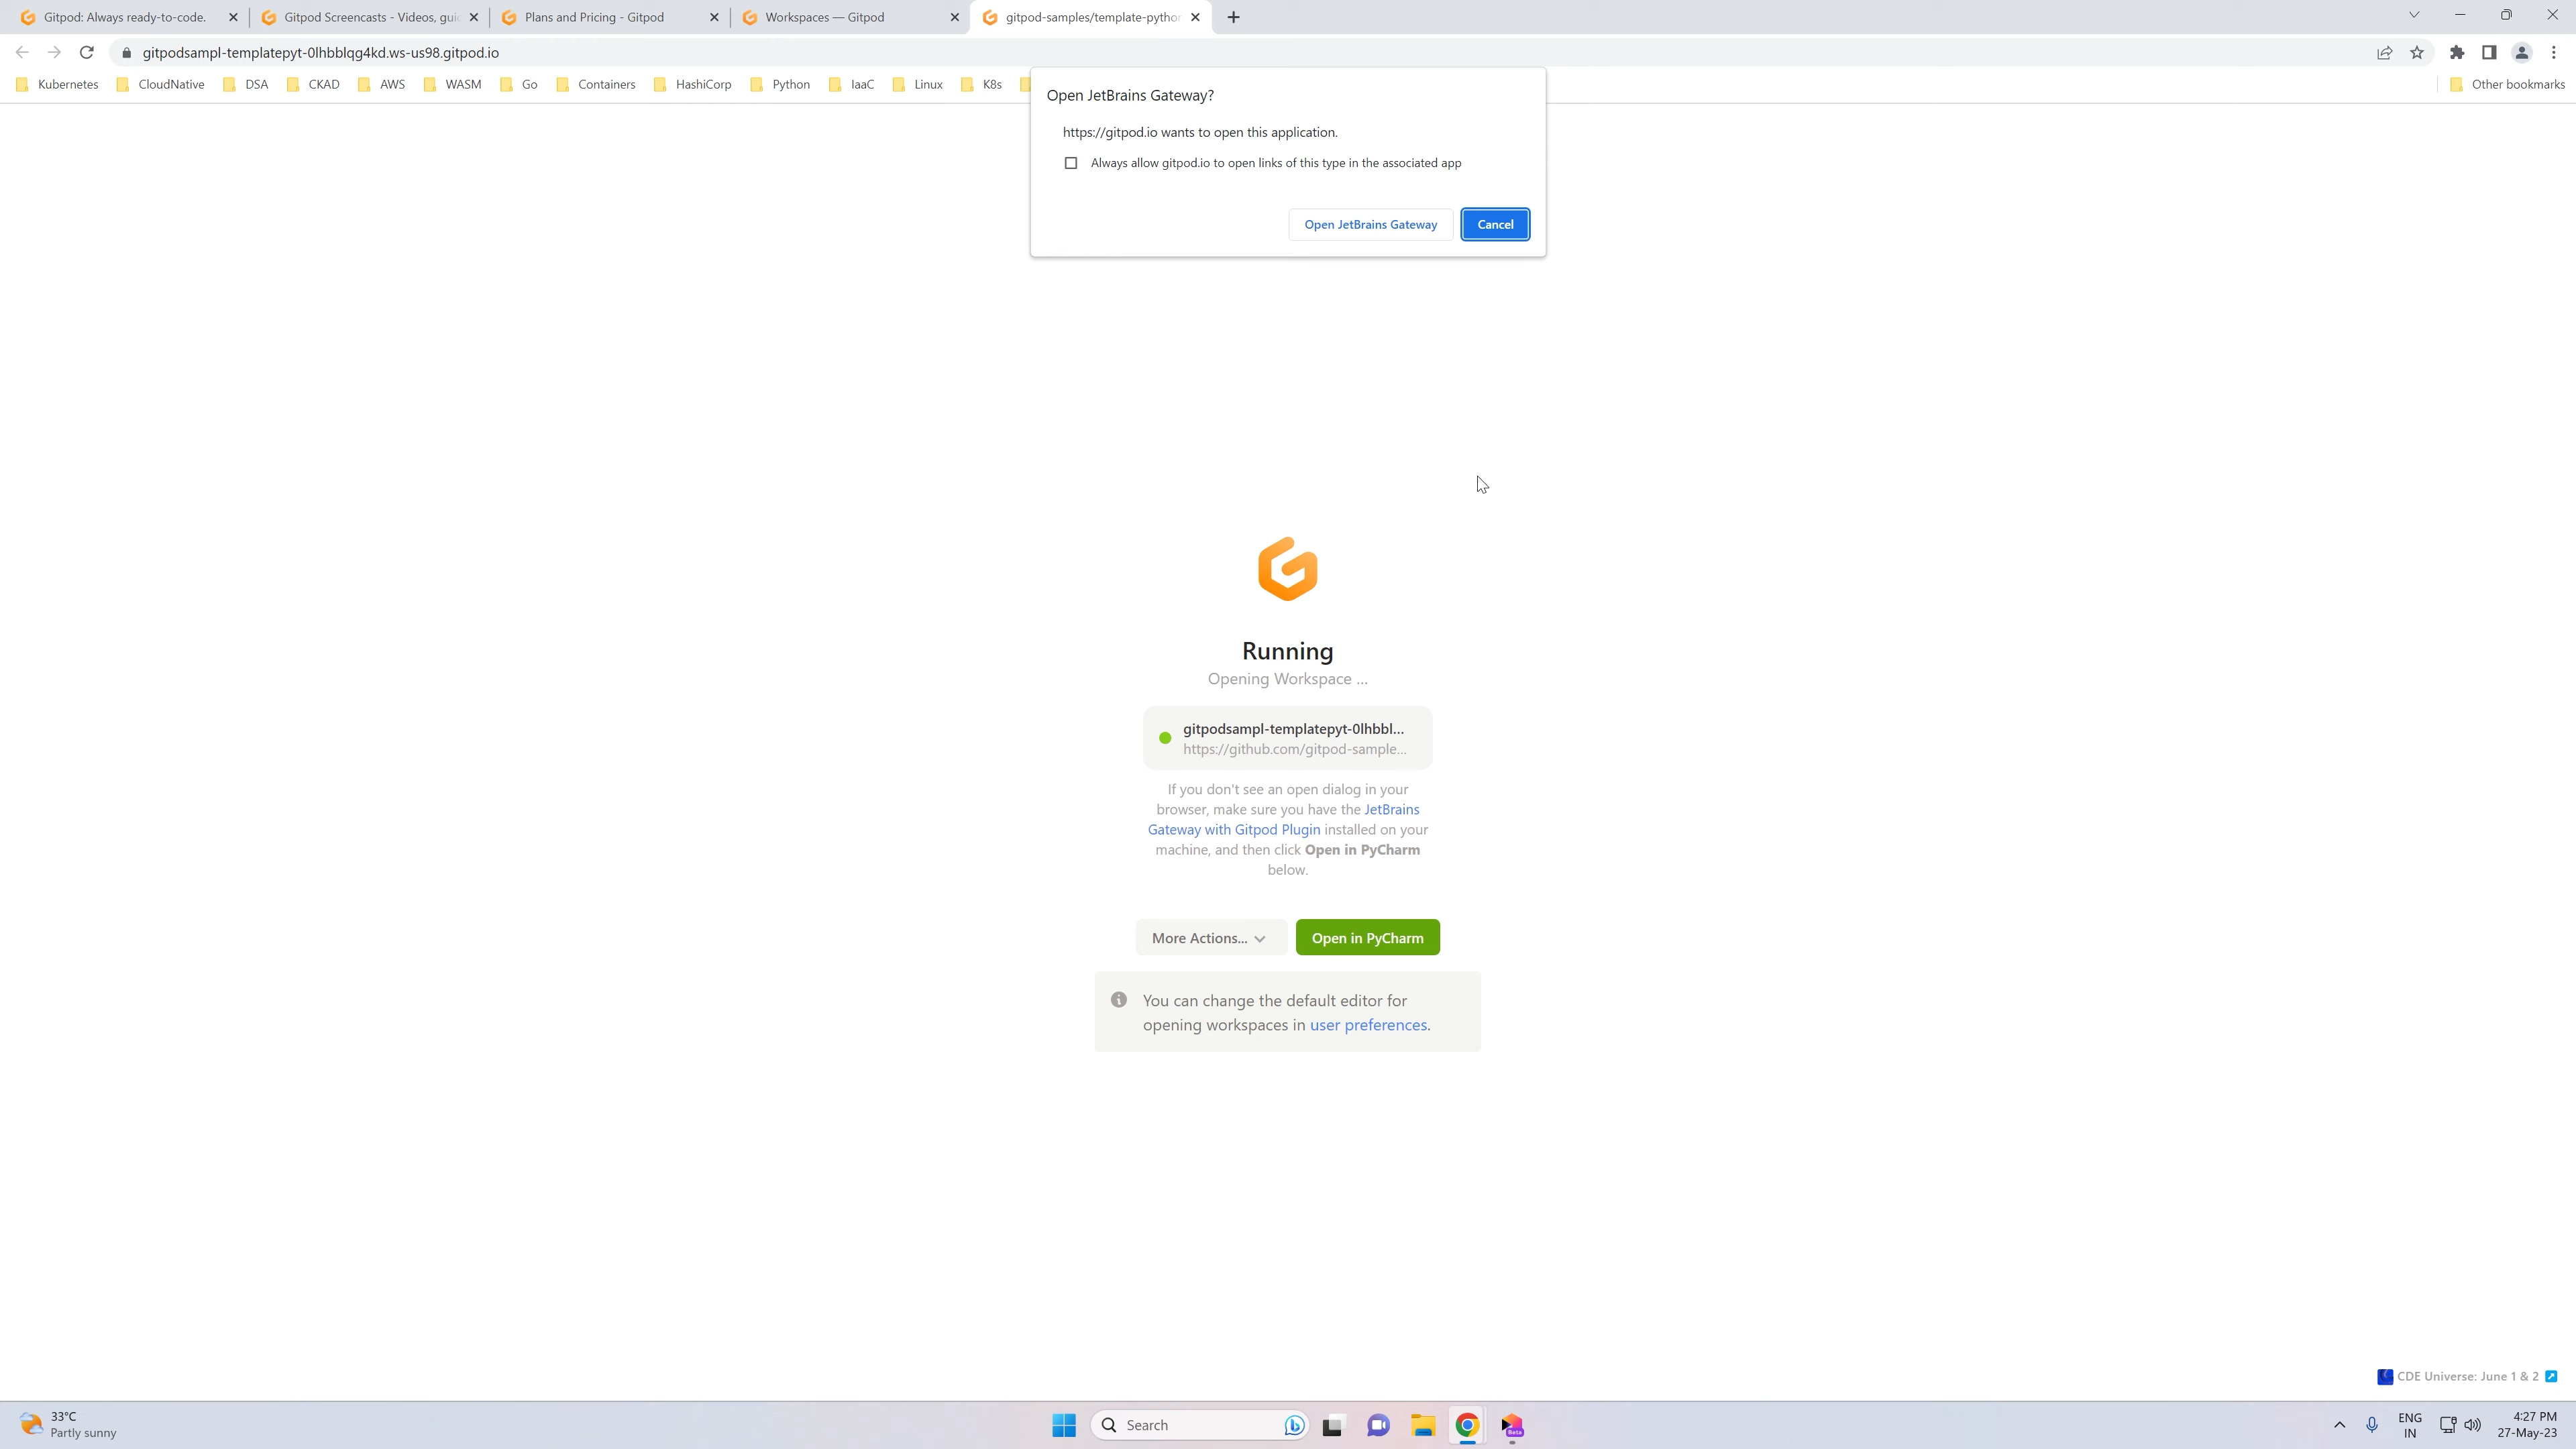 Gitpod: Always ready-to-code.
Gitpod Screencasts - Videos, gui
Plans and Pricing - Gitpod
Workspaces — Gitpod
gitpod-samples/template-python
gitpodsampl-templatepyt-0lhbblqg4kd.ws-us98.gitpod.io
Kubernetes
CloudNative
DSA
CKAD
AWS
WASM
Go
Containers
HashiCorp
Python
IaaC
Linux
K8s
Other bookmarks
Open JetBrains Gateway?
https://gitpod.io wants to open this application.
Always allow gitpod.io to open links of this type in the associated app
Open JetBrains Gateway
Cancel
Running
Opening Workspace ...
gitpodsampl-templatepyt-0lhbbl...
https://github.com/gitpod-sample...
If you don't see an open dialog in your
browser, make sure you have the JetBrains
Gateway with Gitpod Plugin installed on your
machine, and then click Open in PyCharm
below.
More Actions...
Open in PyCharm
You can change the default editor for
opening workspaces in user preferences.
CDE Universe: June 1 & 2
33°C
Partly sunny
Search
Beta
ENG
IN
4:27 PM
27-May-23